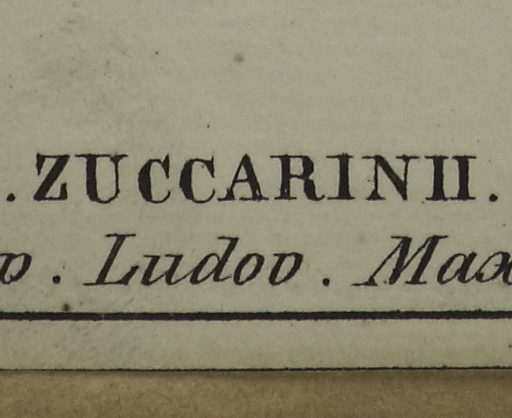 . ZUCCARINII.
v. Ludov. Max